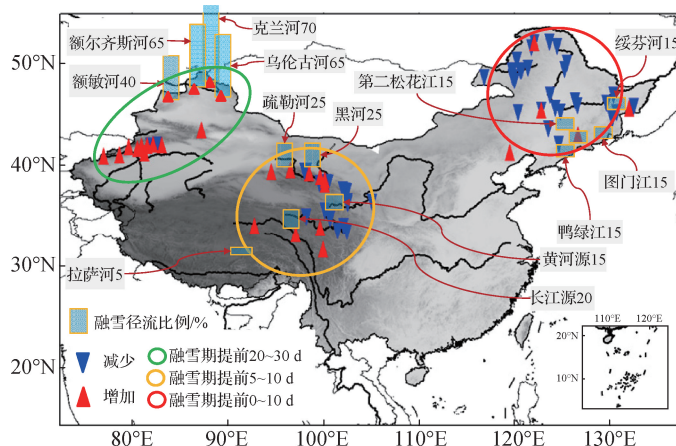 克兰河70
额尔齐斯河65
乌伦古河65
额敏河40
疏勒河25
黑河25
第二松花江15
绥芬河15
图门江15
鸭绿江15
黄河源15
长江源20
拉萨河5
融雪径流比例/%
减少
增加
融雪期提前20~30 d
融雪期提前5~10 d
融雪期提前0~10 d
50°N
40°N
30°N
20°N
80°E
90°E
100°E
110°E
120°E
130°E
110°E
120°E
20°N
10°N